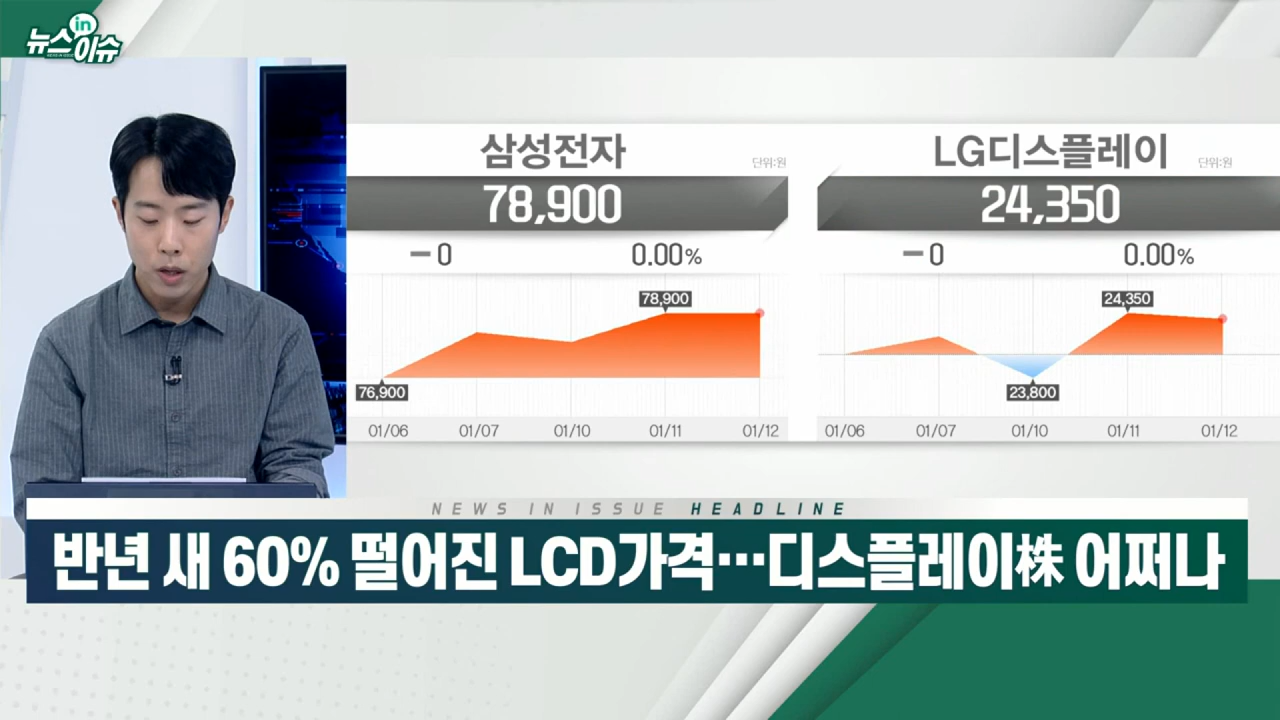 뉴스in이슈
삼성전자
단위:원
78,900
0
0.00%
78,900
76,900
01/06 01/07 01/10 01/11 01/12
LG디스플레이
단위:원
24,350
0
0.00%
24,350
23,800
01/06 01/07 01/10 01/11 01/12
NEWS IN ISSUE HEADLINE
반년 새 60% 떨어진 LCD가격…디스플레이株 어쩌나